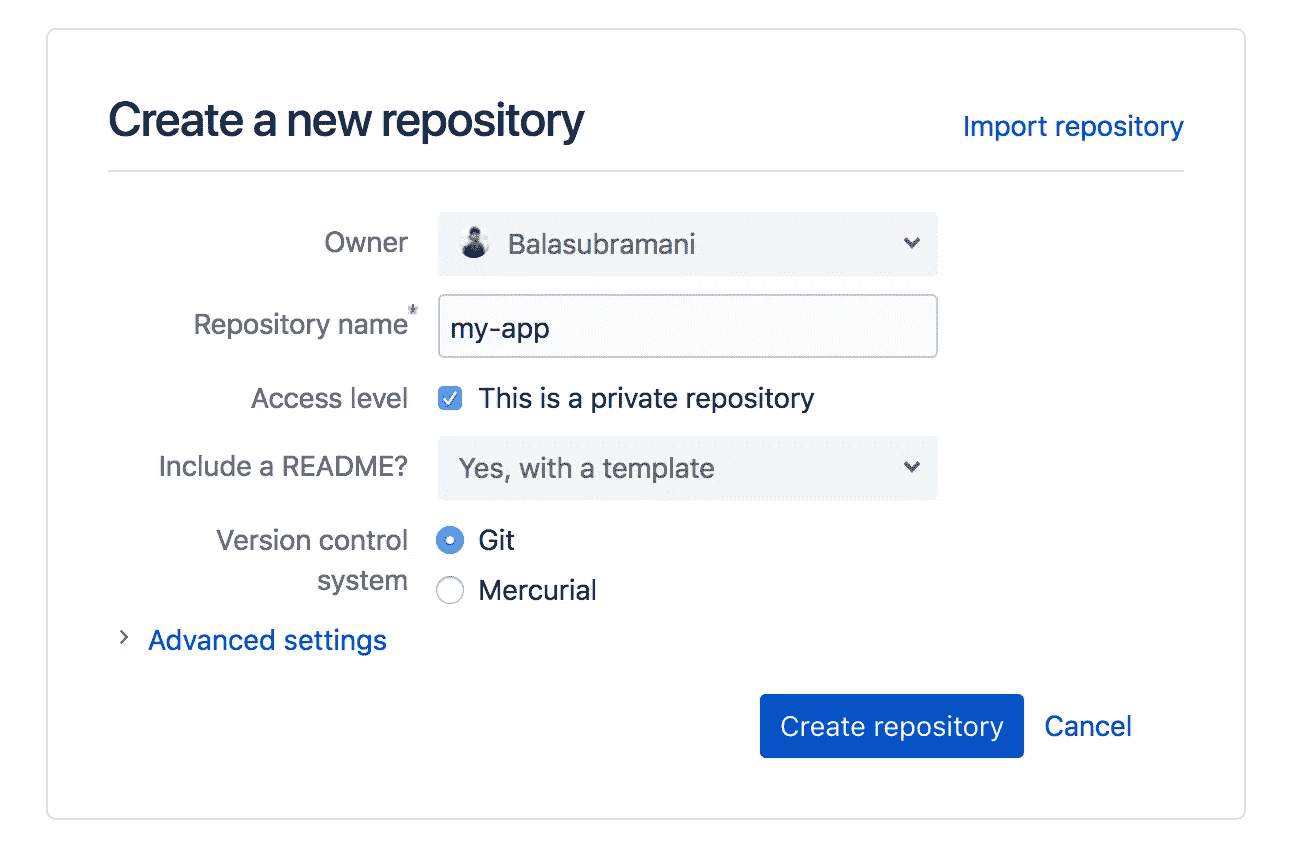 Create a new repository
Import repository
Owner
Balasubramani
Repository name*
my-app
Access level
This is a private repository
Include a README?
Yes, with a template
Version control
system
Git
Mercurial
Advanced settings
Create repository
Cancel